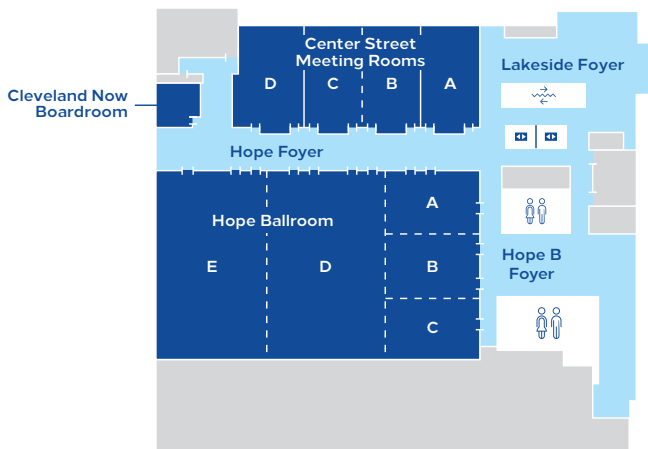 Center Street
Meeting Rooms
D
C
B
A
Lakeside Foyer
Cleveland Now
Boardroom
Hope Foyer
A
Hope Ballroom
E
D
B
Hope B
Foyer
C